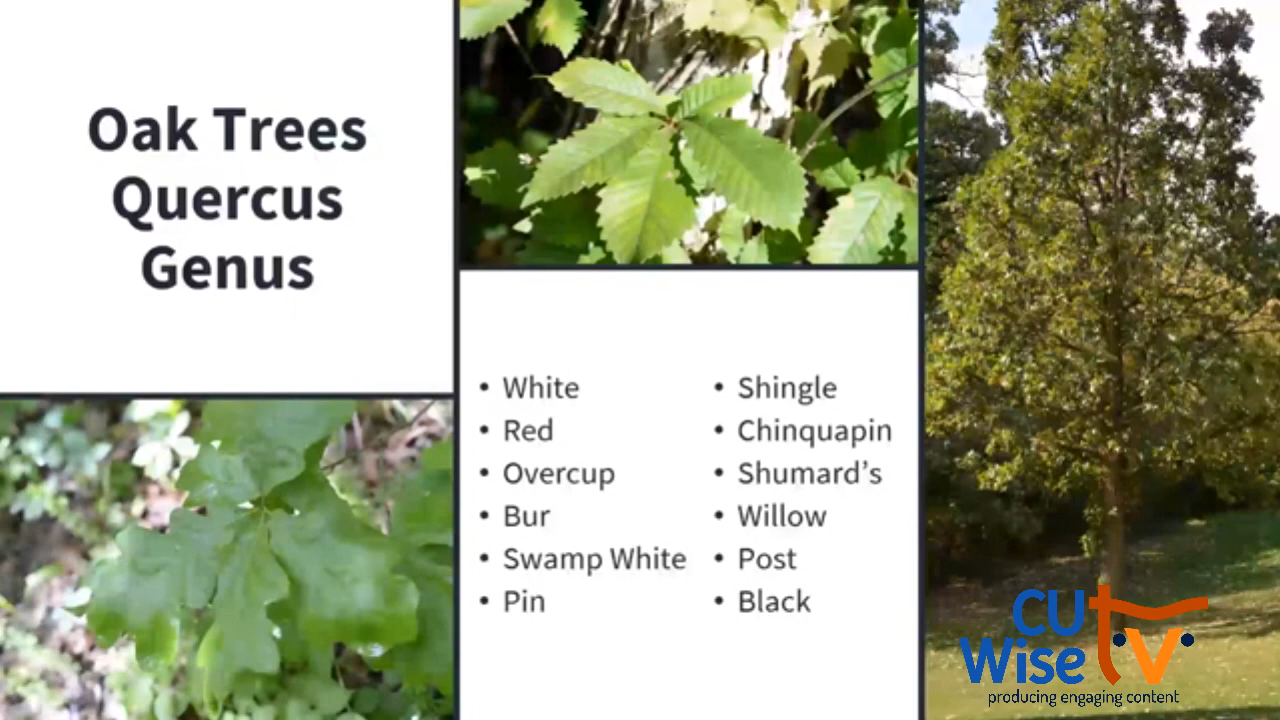 Oak Trees
Quercus
Genus
• White
• Red
• Overcup
• Bur
• Swamp White
• Pin
• Shingle
• Chinquapin
• Shumard’s
• Willow
• Post
• Black
CU
Wise tv
producing engaging content